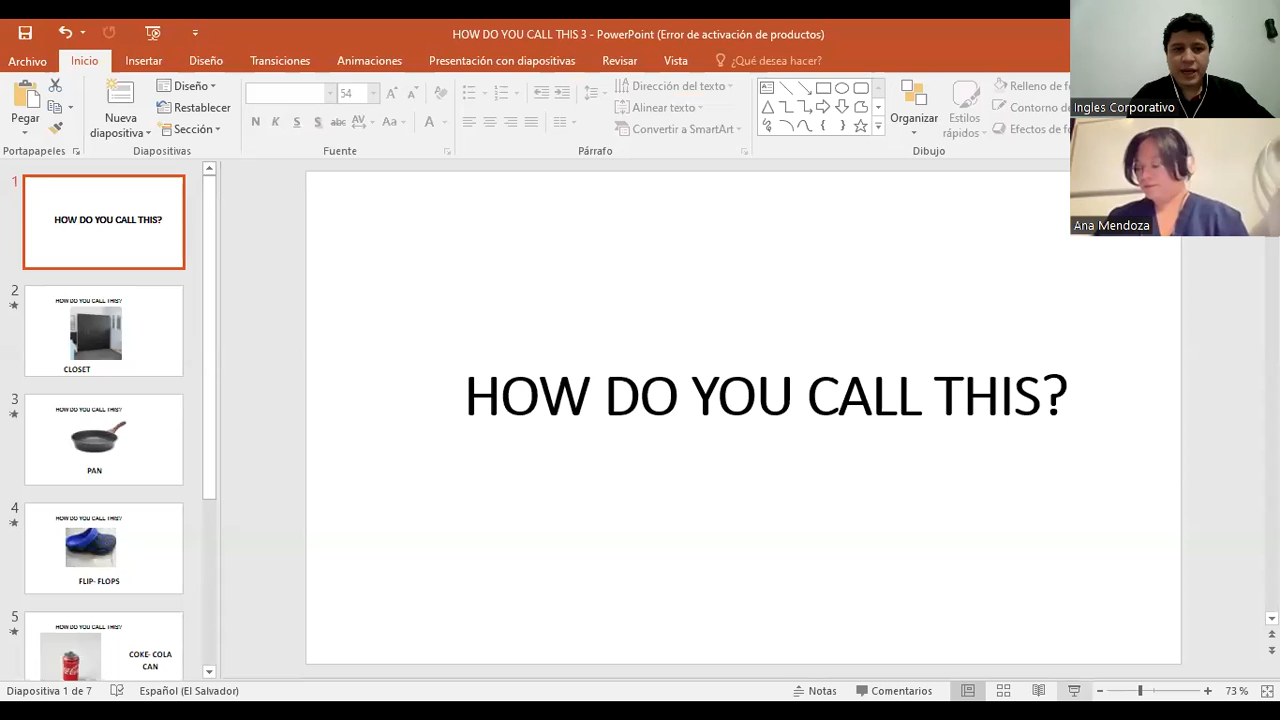 HOW DO YOU CALL THIS 3 - PowerPoint (Error de activación de productos)
Archivo Inicio Insertar Diseño Transiciones Animaciones Presentación con diapositivas Revisar Vista ¿Qué desea hacer?
Pegar
Nueva diapositiva
Diseño
Restablecer
Sección
54
N K S S abc AV Aa A
Dirección del texto
Alinear texto
Convertir a SmartArt
Organizar
Estilos rápidos
Relleno de
Contorno de
Efectos de
Portapapeles Diapositivas Fuente Párrafo Dibujo
Ingles Corporativo
Ana Mendoza
1
HOW DO YOU CALL THIS?
2
HOW DO YOU CALL THIS?
CLOSET
3
HOW DO YOU CALL THIS?
PAN
4
HOW DO YOU CALL THIS?
FLIP- FLOPS
5
HOW DO YOU CALL THIS?
COKE- COLA
CAN
HOW DO YOU CALL THIS?
Diapositiva 1 de 7 Español (El Salvador) Notas Comentarios 73 %